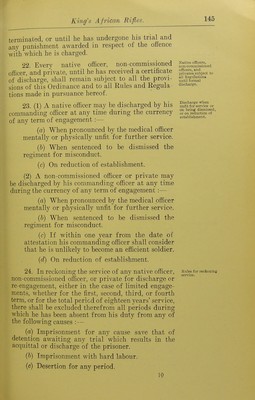 King's African Rifles. 145
terminated, or until he has undergone his trial and
any punishment awarded in respect of the offence
with which he is charged.
22. Every native officer, non-commissioned
officer, and private, until he has received a certificate
of discharge, shall remain subject to all the provi-
sions of this Ordinance and to all Rules and Regula
tions made in pursuance hereof.
Native officers,
non-commissioned
officers, and
privates subject to
all regulations
until formal
discharge.
23. (1) A native officer may be discharged by his
commanding officer at any time during the currency
of any term of engagement :—
Discharge when
unfit for service or
on being dismissed,
or on reduction of
establishment.
(a) When pronounced by the medical officer
mentally or physically unfit for further service.
(b) When sentenced to be dismissed the
regiment for misconduct.
(c) On reduction of establishment.
(2) A non-commissioned officer or private may
be discharged by his commanding officer at any time
during the currency of any term of engagement :—
(a) When pronounced by the medical officer
mentally or physically unfit for further service.
(b) When sentenced to be dismissed the
regiment for misconduct.
(c) If within one year from the date of
attestation his commanding officer shall consider
that he is unlikely to become an efficient soldier.
(d) On reduction of establishment.
24. In reckoning the service of any native officer,
non-commissioned officer, or private for discharge or
re-engagement, either in the case of limited engage-
ments, whether for the first, second, third, or fourth
term, or for the total period of eighteen years' service,
there shall be excluded therefrom all periods during
which he has been absent from his duty from any of
the following causes :—
Rules for reckoning
service.
(a) Imprisonment for any cause save that of
detention awaiting any trial which results in the
acquittal or discharge of the prisoner.
(b) Imprisonment with hard labour.
(c) Desertion for any period.
10